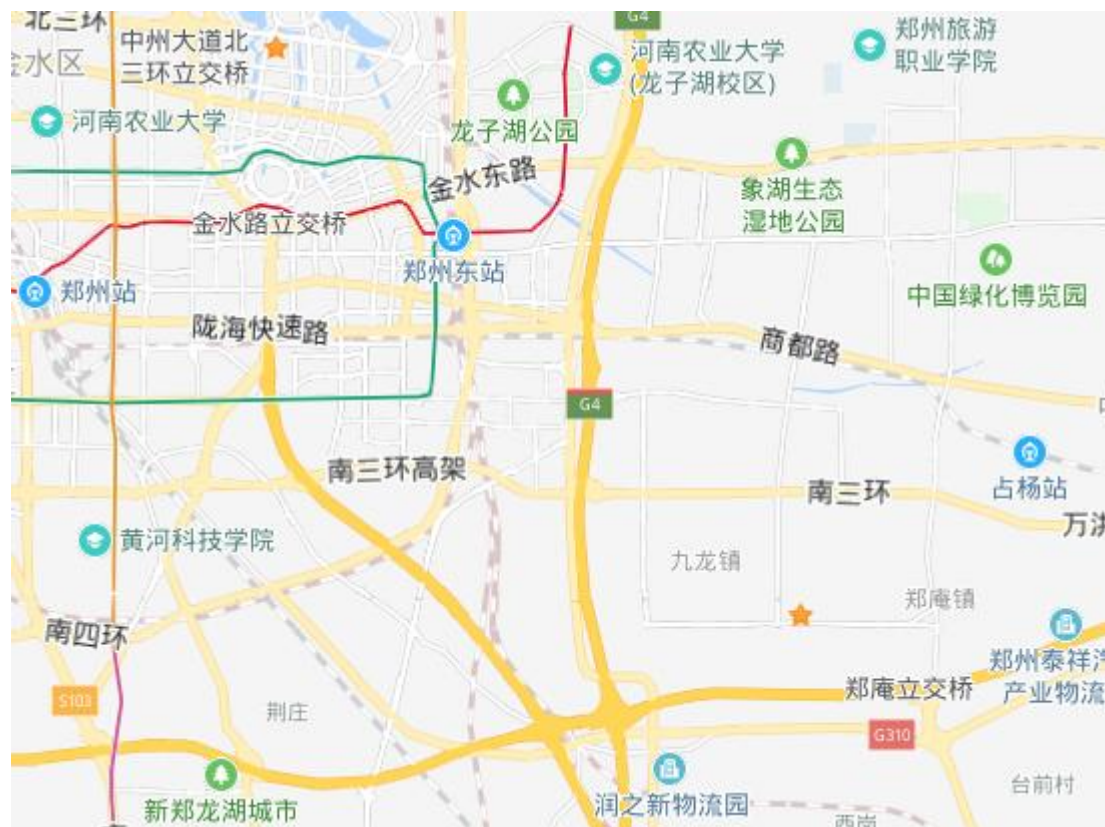 北三环
G4
郑州旅游
职业学院
中州大道北
三环立交桥
金水区
河南农业大学
(龙子湖校区)
河南农业大学
龙子湖公园
金水东路
象湖生态
湿地公园
金水路立交桥
郑州东站
郑州站
中国绿化博览园
陇海快速路
商都路
G4
南三环高架
南三环
占杨站
万洪
黄河科技学院
九龙镇
郑庵镇
南四环
郑州泰祥汽
产业物流
郑庵立交桥
S103
荆庄
G310
润之新物流园
台前村
新郑龙湖城市
西岗